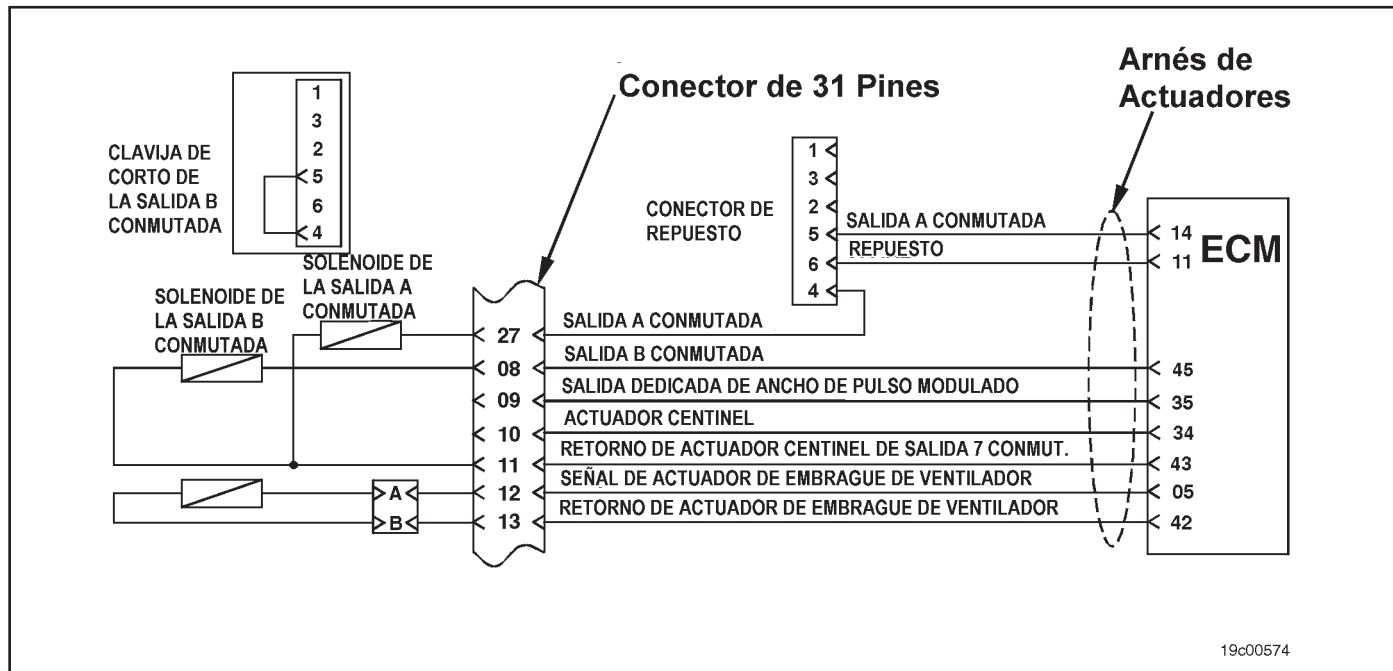 Conector de 31 Pines
Arnés de
Actuadores
CLAVIJA DE
CORTO DE
LA SALIDA B
CONMUTADA
1
3
2
5
6
4
SOLENOIDE DE
LA SALIDA A
CONMUTADA
SOLENOIDE DE
LA SALIDA B
CONMUTADA
CONECTOR DE
REPUESTO
1
3
2
5
6
4
SALIDA A CONMUTADA
REPUESTO
14
11
ECM
27
SALIDA A CONMUTADA
08
SALIDA B CONMUTADA
45
09
SALIDA DEDICADA DE ANCHO DE PULSO MODULADO
35
10
ACTUADOR CENTINEL
34
11
RETORNO DE ACTUADOR CENTINEL DE SALIDA 7 CONMUT.
43
A
12
SEÑAL DE ACTUADOR DE EMBRAGUE DE VENTILADOR
05
B
13
RETORNO DE ACTUADOR DE EMBRAGUE DE VENTILADOR
42
19c00574